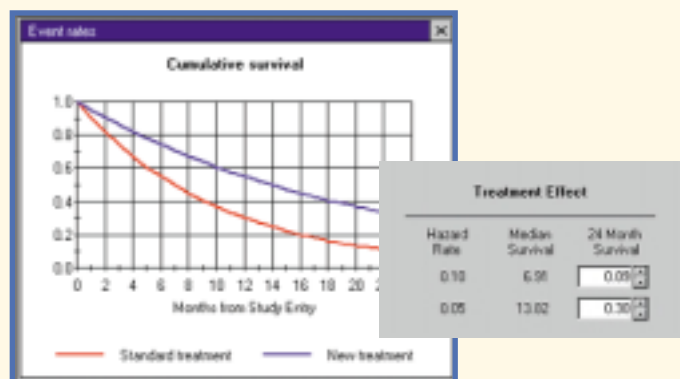 Event rates
Cumulative survival
1.0
0.8
0.6
0.4
0.2
0.0
0 2 4 6 8 10 12 14 16 18 20
Months from Study Entry
Standard treatment New treatment
Treatment Effect
Hazard Rate Median Survival 24 Month Survival
0.10 6.91 0.09
0.05 13.82 0.30